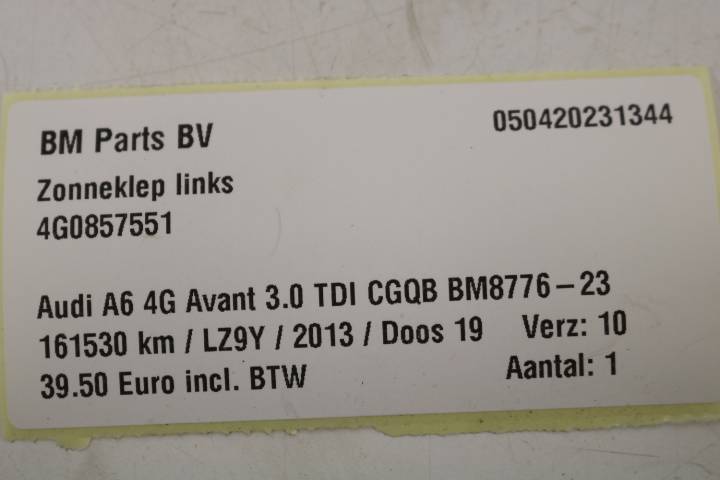 BM Parts BV 050420231344
Zonneklep links
4G0857551
Audi A6 4G Avant 3.0 TDI CGQB BM8776-23
161530 km / LZ9Y / 2013 / Doos 19 Verz: 10
39.50 Euro incl. BTW Aantal: 1